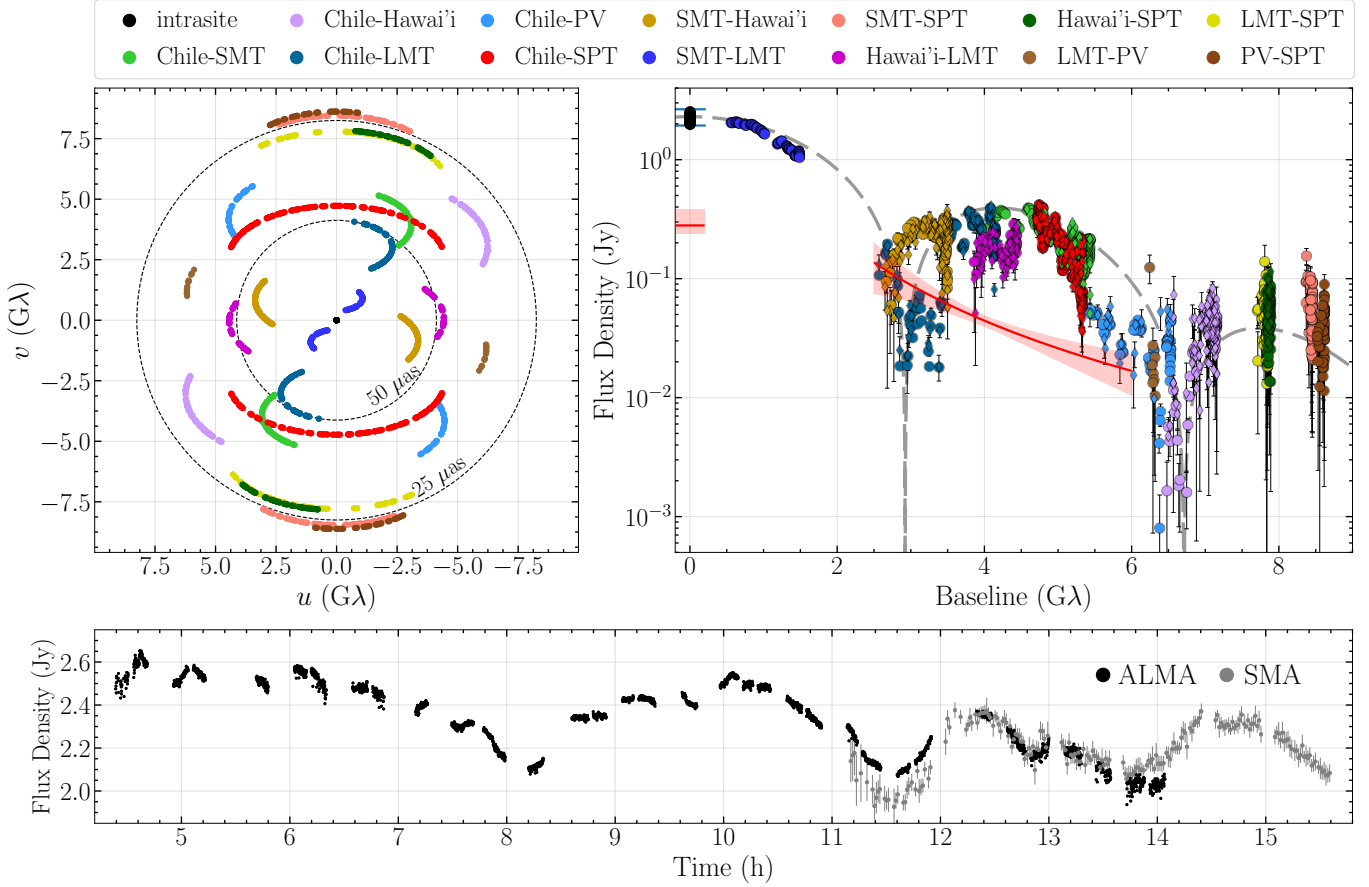 intrasite Chile-Hawai'i Chile-PV SMT-Hawai'i SMT-SPT Hawai'i-SPT LMT-SPT
Chile-SMT Chile-LMT Chile-SPT SMT-LMT Hawai'i-LMT LMT-PV PV-SPT
7.5
5.0
2.5
0.0
−2.5
−5.0
−7.5
v (Gλ)
50 μas
25 μas
7.5 5.0 2.5 0.0 −2.5 −5.0 −7.5
u (Gλ)
10⁰
10⁻¹
10⁻²
10⁻³
Flux Density (Jy)
0 2 4 6 8
Baseline (Gλ)
2.6
2.4
2.2
2.0
Flux Density (Jy)
ALMA SMA
5 6 7 8 9 10 11 12 13 14 15
Time (h)